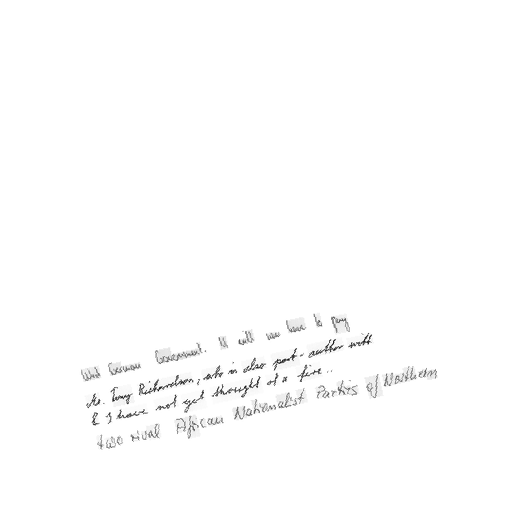 West German Government. It will now have to pay
Mr. Tony Richardson, who is also part-author with
& I have not yet thought of a fire..
two rival African Nationalist Parties of Northern